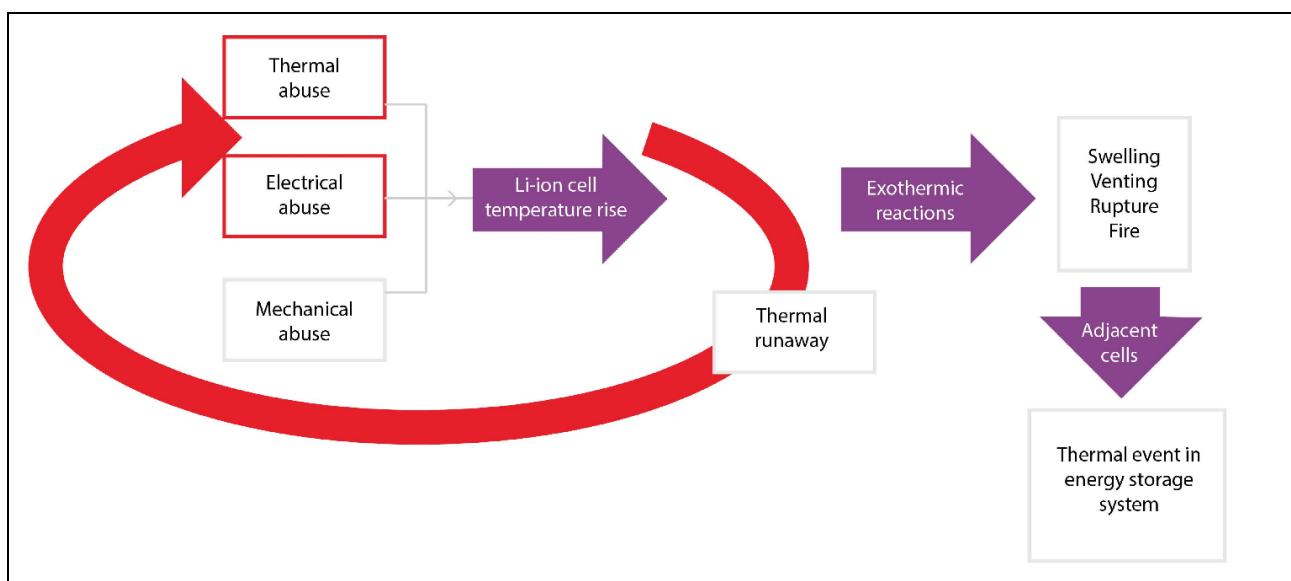 Thermal
abuse
Electrical
abuse
Mechanical
abuse
Li-ion cell
temperature rise
Thermal
runaway
Exothermic
reactions
Swelling
Venting
Rupture
Fire
Adjacent
cells
Thermal event in
energy storage
system